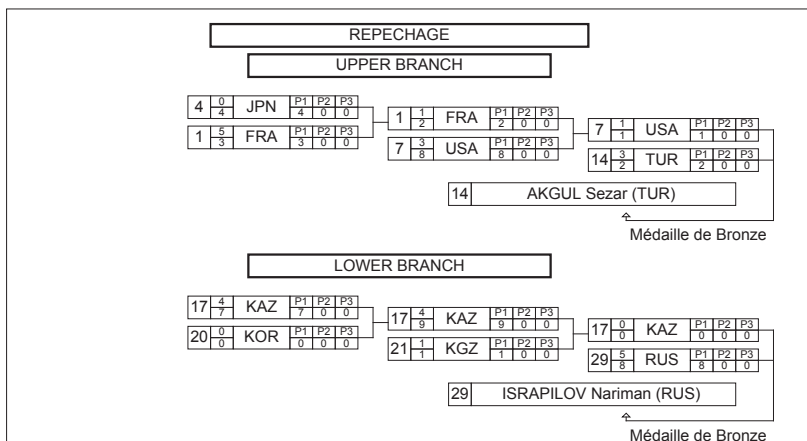 REPECHAGE
UPPER BRANCH
4 0 4 JPN P1 P2 P3 4 0 0
1 5 3 FRA P1 P2 P3 3 0 0
1 1 2 FRA P1 P2 P3 2 0 0
7 3 8 USA P1 P2 P3 8 0 0
7 1 1 USA P1 P2 P3 1 0 0
14 3 2 TUR P1 P2 P3 2 0 0
14 AKGUL Sezar (TUR)
Médaille de Bronze
LOWER BRANCH
17 4 7 KAZ P1 P2 P3 7 0 0
20 0 0 KOR P1 P2 P3 0 0 0
17 4 9 KAZ P1 P2 P3 9 0 0
21 1 1 KGZ P1 P2 P3 1 0 0
17 0 0 KAZ P1 P2 P3 0 0 0
29 5 8 RUS P1 P2 P3 8 0 0
29 ISRAPILOV Nariman (RUS)
Médaille de Bronze